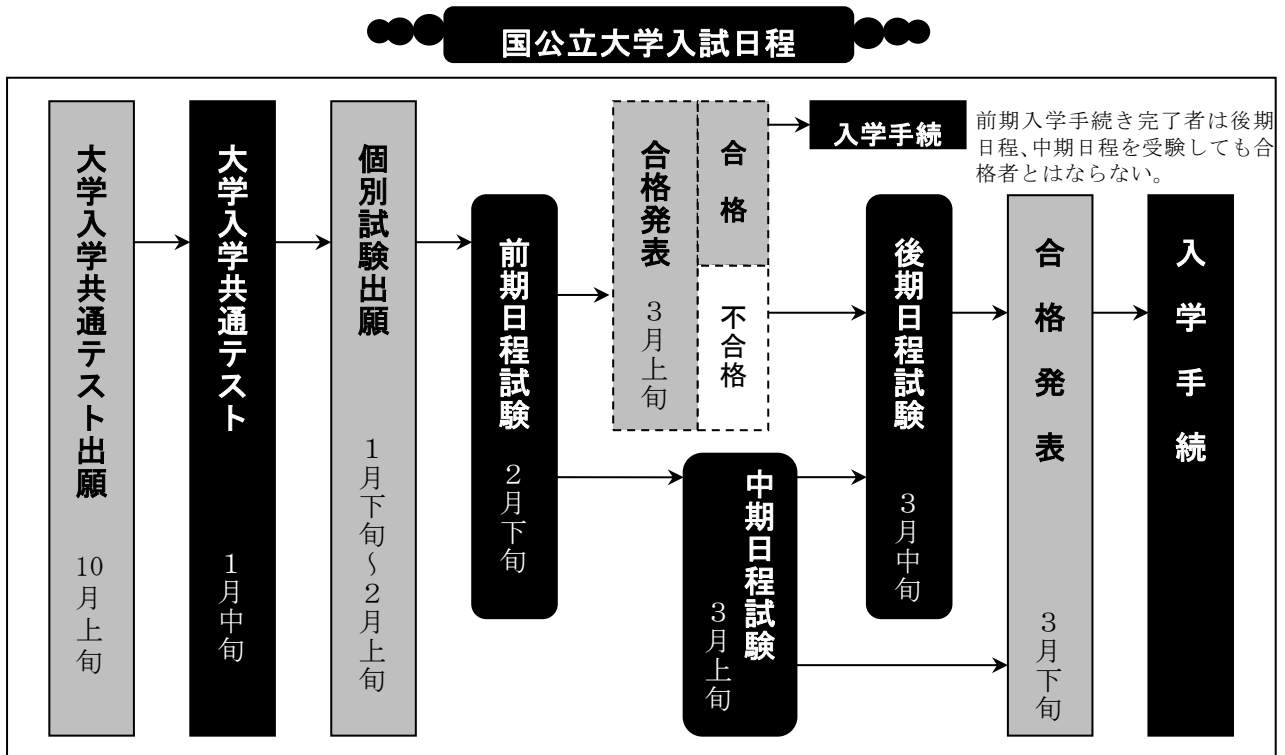 国公立大学入試日程
大学入学共通テスト出願
10月上旬
大学入学共通テスト
1月中旬
個別試験出願
1月下旬~2月上旬
前期日程試験
2月下旬
合格発表
3月上旬
合格
不合格
入学手続
前期入学手続き完了者は後期
日程、中期日程を受験しても合
格者とはならない。
中期日程試験
3月上旬
後期日程試験
3月中旬
合格発表
3月下旬
入学手続